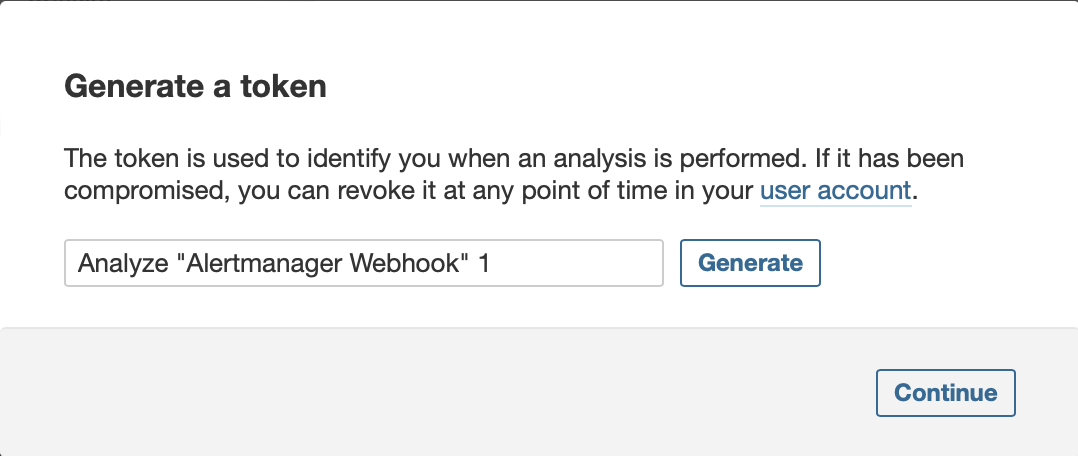 Generate a token
The token is used to identify you when an analysis is performed. If it has been
compromised, you can revoke it at any point of time in your user account.
Analyze "Alertmanager Webhook" 1
Generate
Continue